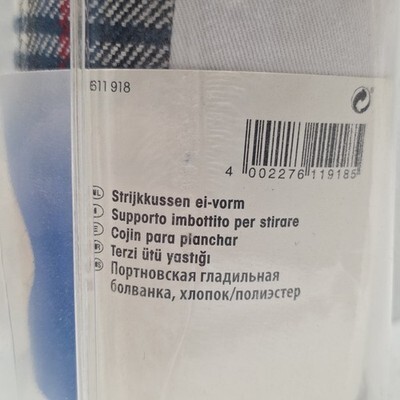 611 918
4 002276 119185
Strijkkussen ei-vorm
Supporto imbottito per stirare
Cojin para planchar
Terzi ütü yastığı
Портновская гладильная
болванка, хлопок/полиэстер